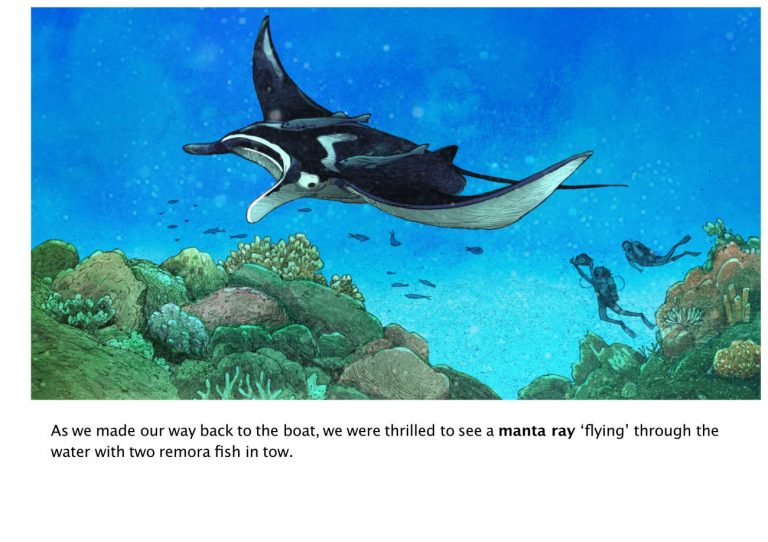 As we made our way back to the boat, we were thrilled to see a manta ray ‘flying’ through the
water with two remora fish in tow.